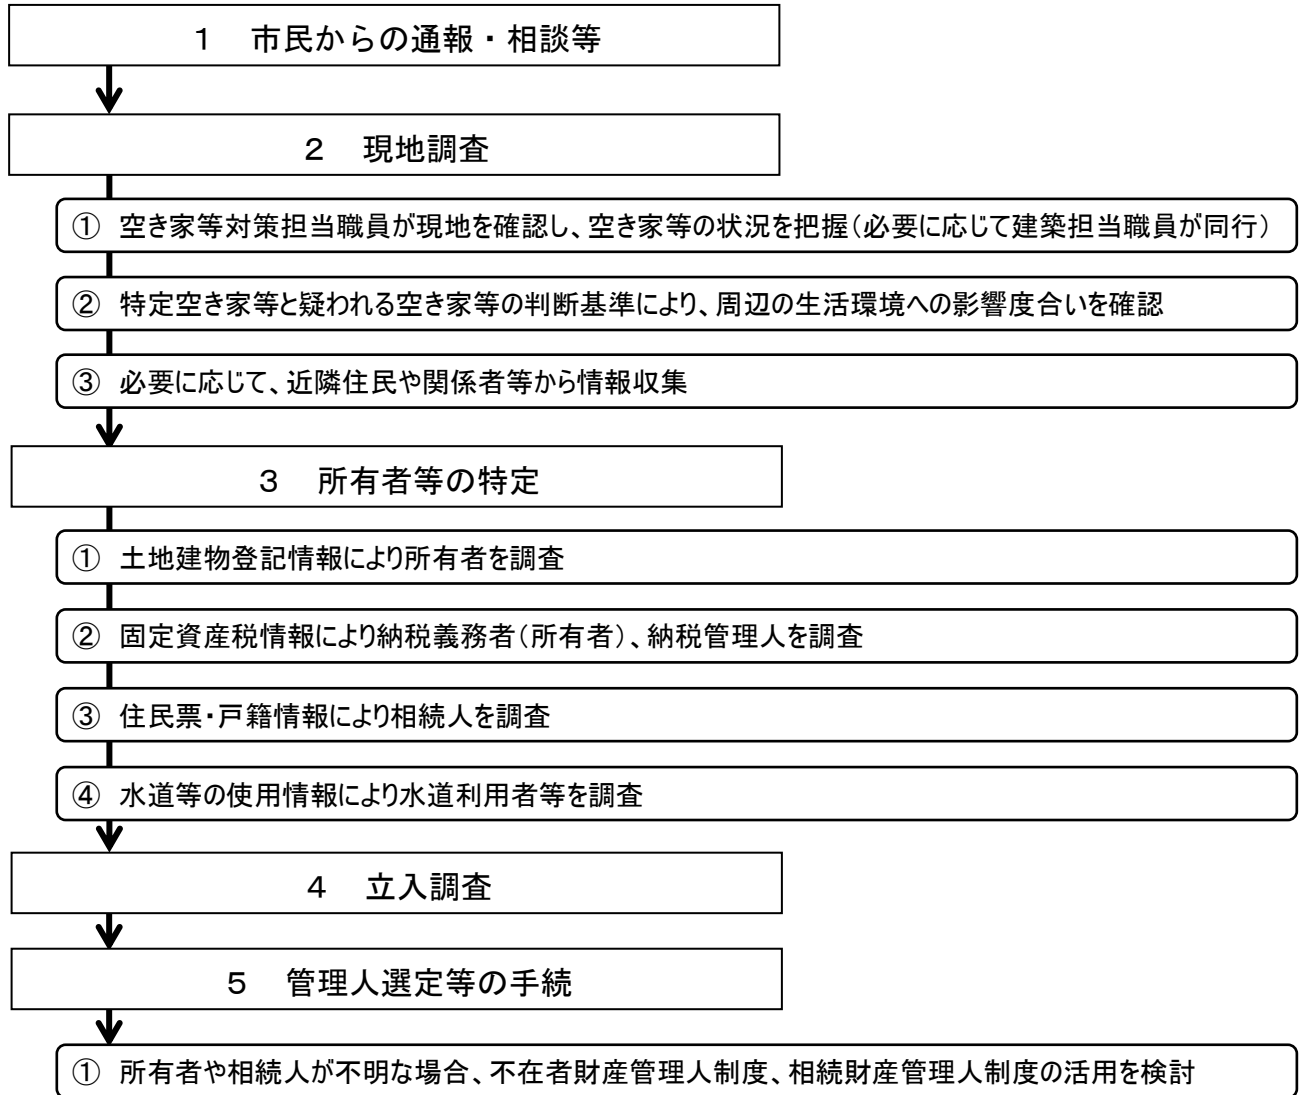 １　市民からの通報・相談等
２　現地調査
①　空き家等対策担当職員が現地を確認し、空き家等の状況を把握（必要に応じて建築担当職員が同行）
②　特定空き家等と疑われる空き家等の判断基準により、周辺の生活環境への影響度合いを確認
③　必要に応じて、近隣住民や関係者等から情報収集
３　所有者等の特定
①　土地建物登記情報により所有者を調査
②　固定資産税情報により納税義務者（所有者）、納税管理人を調査
③　住民票・戸籍情報により相続人を調査
④　水道等の使用情報により水道利用者等を調査
４　立入調査
５　管理人選定等の手続
①　所有者や相続人が不明な場合、不在者財産管理人制度、相続財産管理人制度の活用を検討